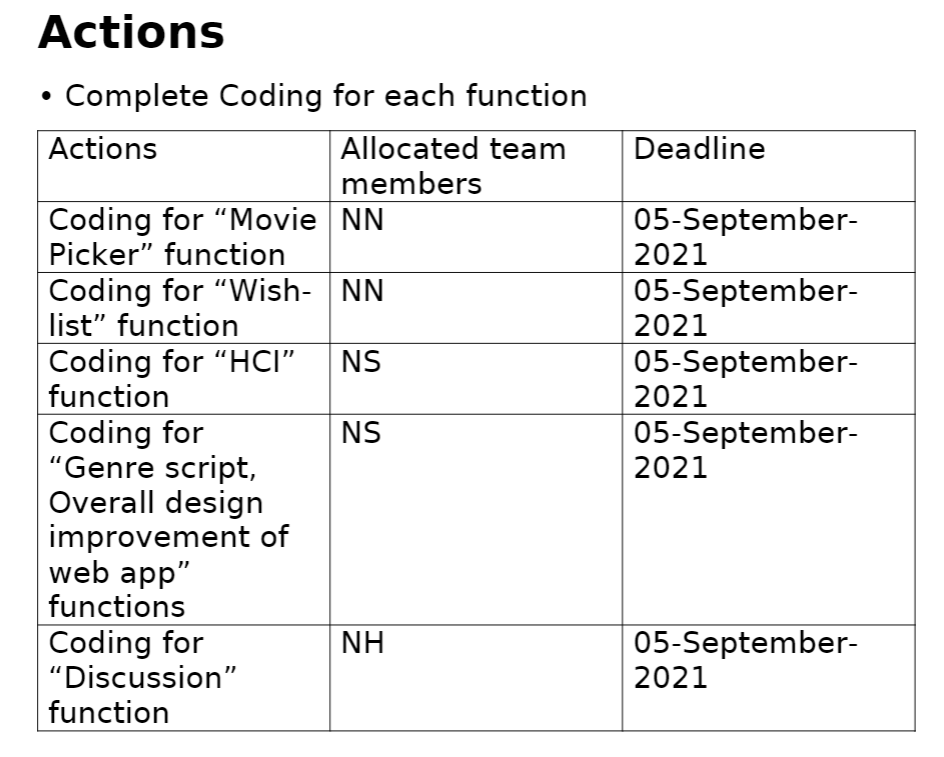 Actions
• Complete Coding for each function
Actions
Allocated team
members
Deadline
Coding for “Movie
Picker” function
NN
05-September-
2021
Coding for “Wish-
list” function
NN
05-September-
2021
Coding for “HCI”
function
NS
05-September-
2021
Coding for
“Genre script,
Overall design
improvement of
web app”
functions
NS
05-September-
2021
Coding for
“Discussion”
function
NH
05-September-
2021